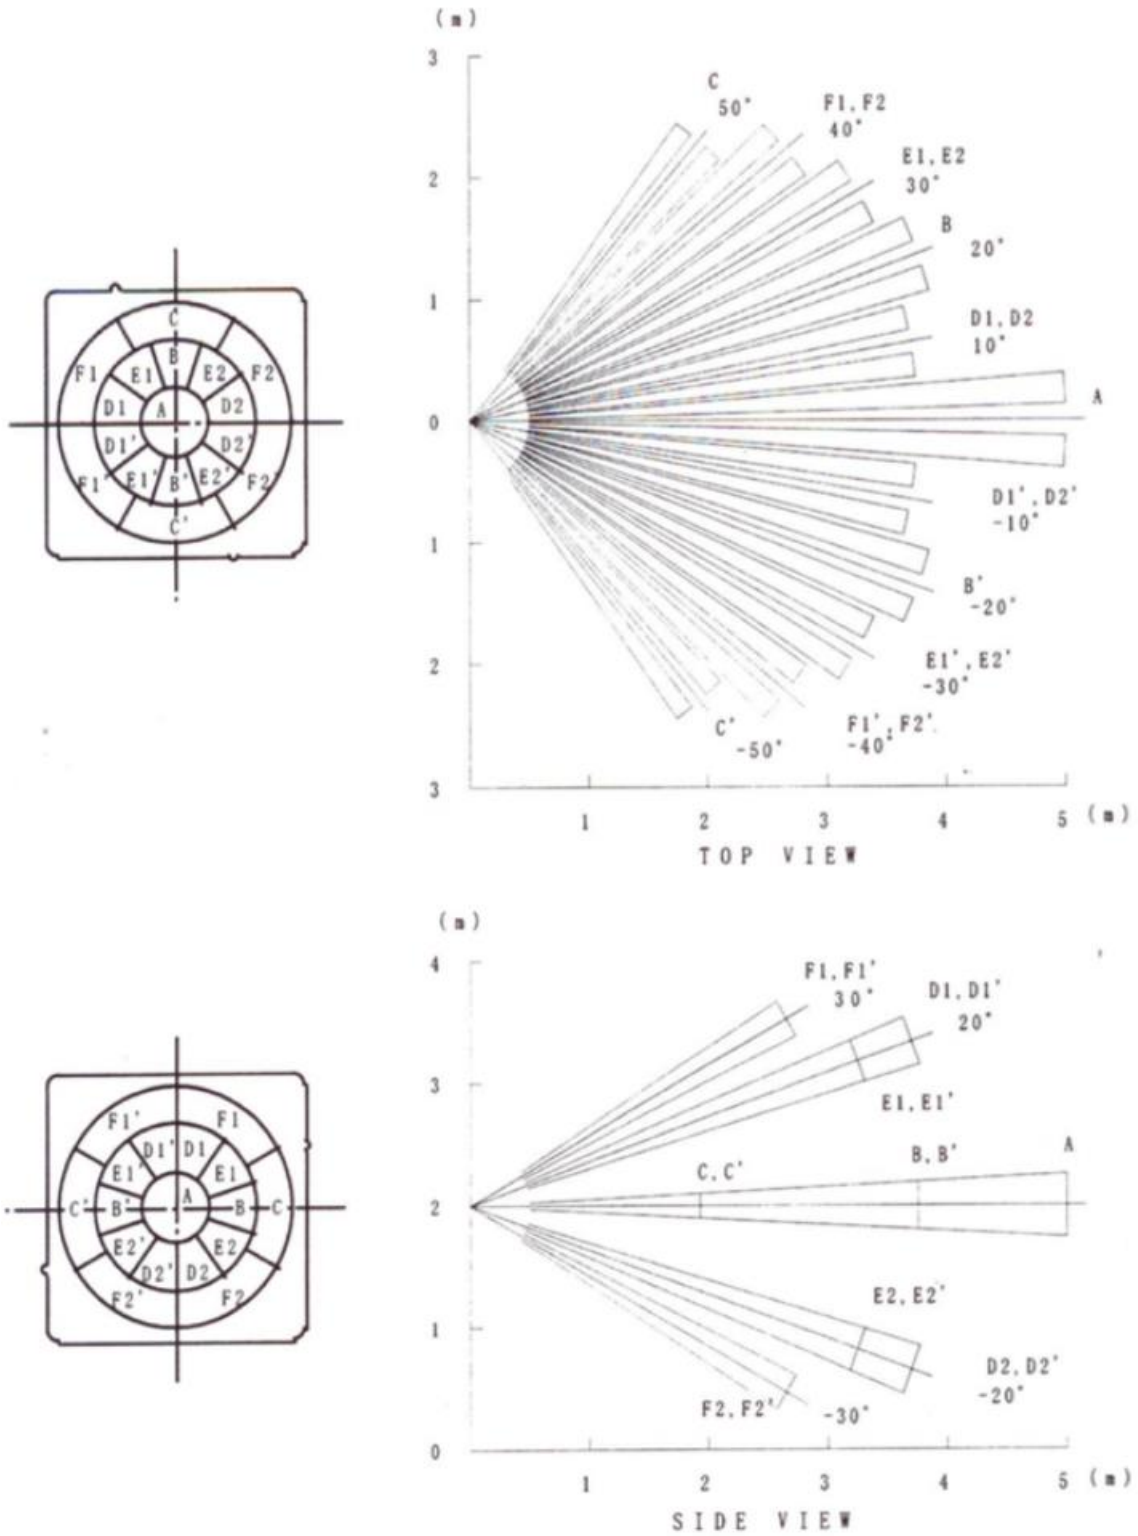 (m)
3
2
1
0
1
2
3
C
50°
F1,F2
40°
E1,E2
30°
B
20°
D1,D2
10°
A
D1',D2'
-10°
B'
-20°
E1',E2'
-30°
F1',F2'
-40°
C'
-50°
1 2 3 4 5 (m)
TOP VIEW
C
B
F1 E1 E2 F2
D1 A D2
D1' D2'
F1' E1' B' E2' F2'
C'
(m)
4
3
2
1
0
F1,F1'
30°
D1,D1'
20°
E1,E1'
A
B,B'
C,C'
E2,E2'
D2,D2'
-20°
F2,F2'
-30°
1 2 3 4 5 (m)
SIDE VIEW
F1' F1
D1' D1
E1' E1
C' B' A B C
E2' E2
D2' D2
F2' F2